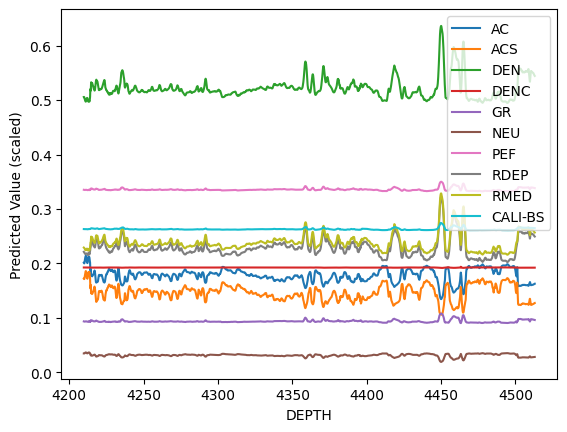 0.6
0.5
0.4
0.3
0.2
0.1
0.0
Predicted Value (scaled)
AC
ACS
DEN
DENC
GR
NEU
PEF
RDEP
RMED
CALI-BS
4200
4250
4300
4350
4400
4450
4500
DEPTH